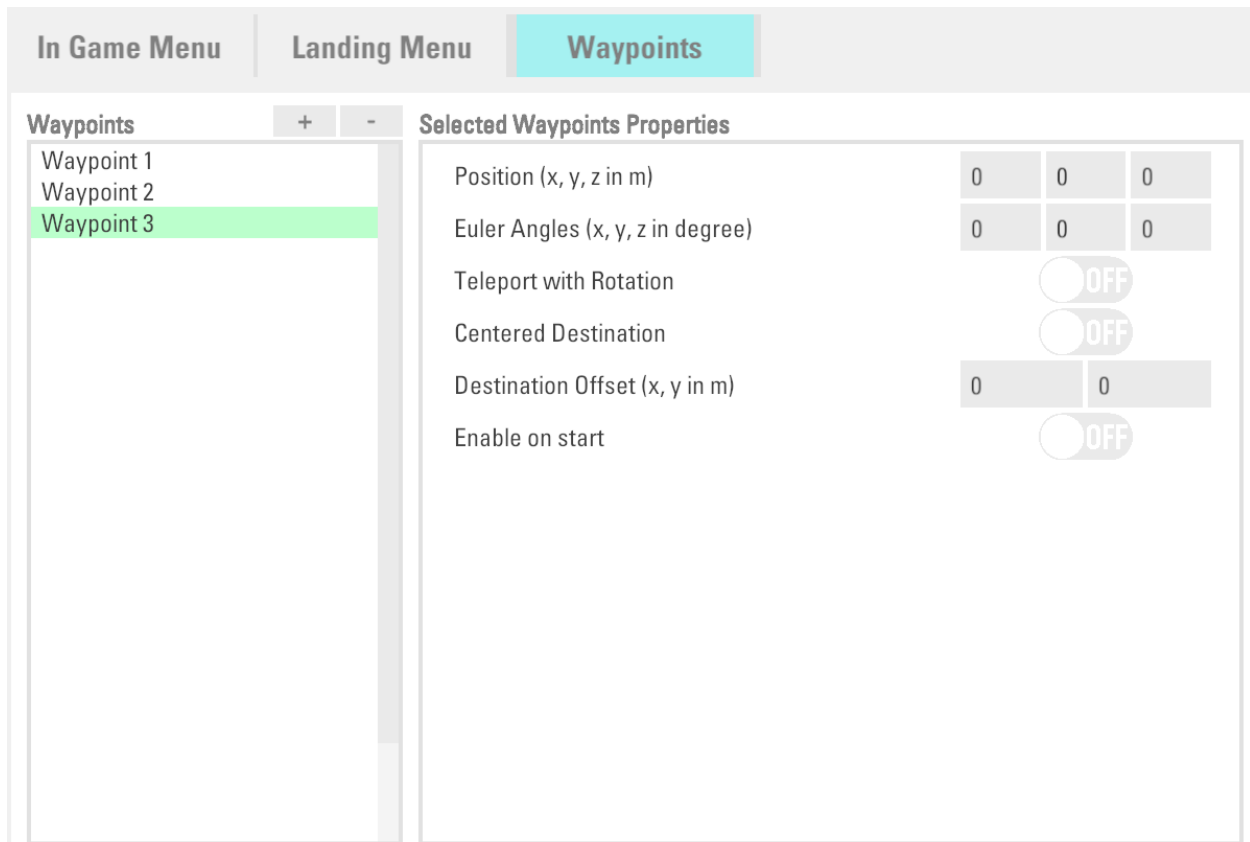 In Game Menu Landing Menu Waypoints
Waypoints + - Selected Waypoints Properties
Waypoint 1
Waypoint 2
Waypoint 3
Position (x, y, z in m) 0 0 0
Euler Angles (x, y, z in degree) 0 0 0
Teleport with Rotation OFF
Centered Destination OFF
Destination Offset (x, y in m) 0 0
Enable on start OFF